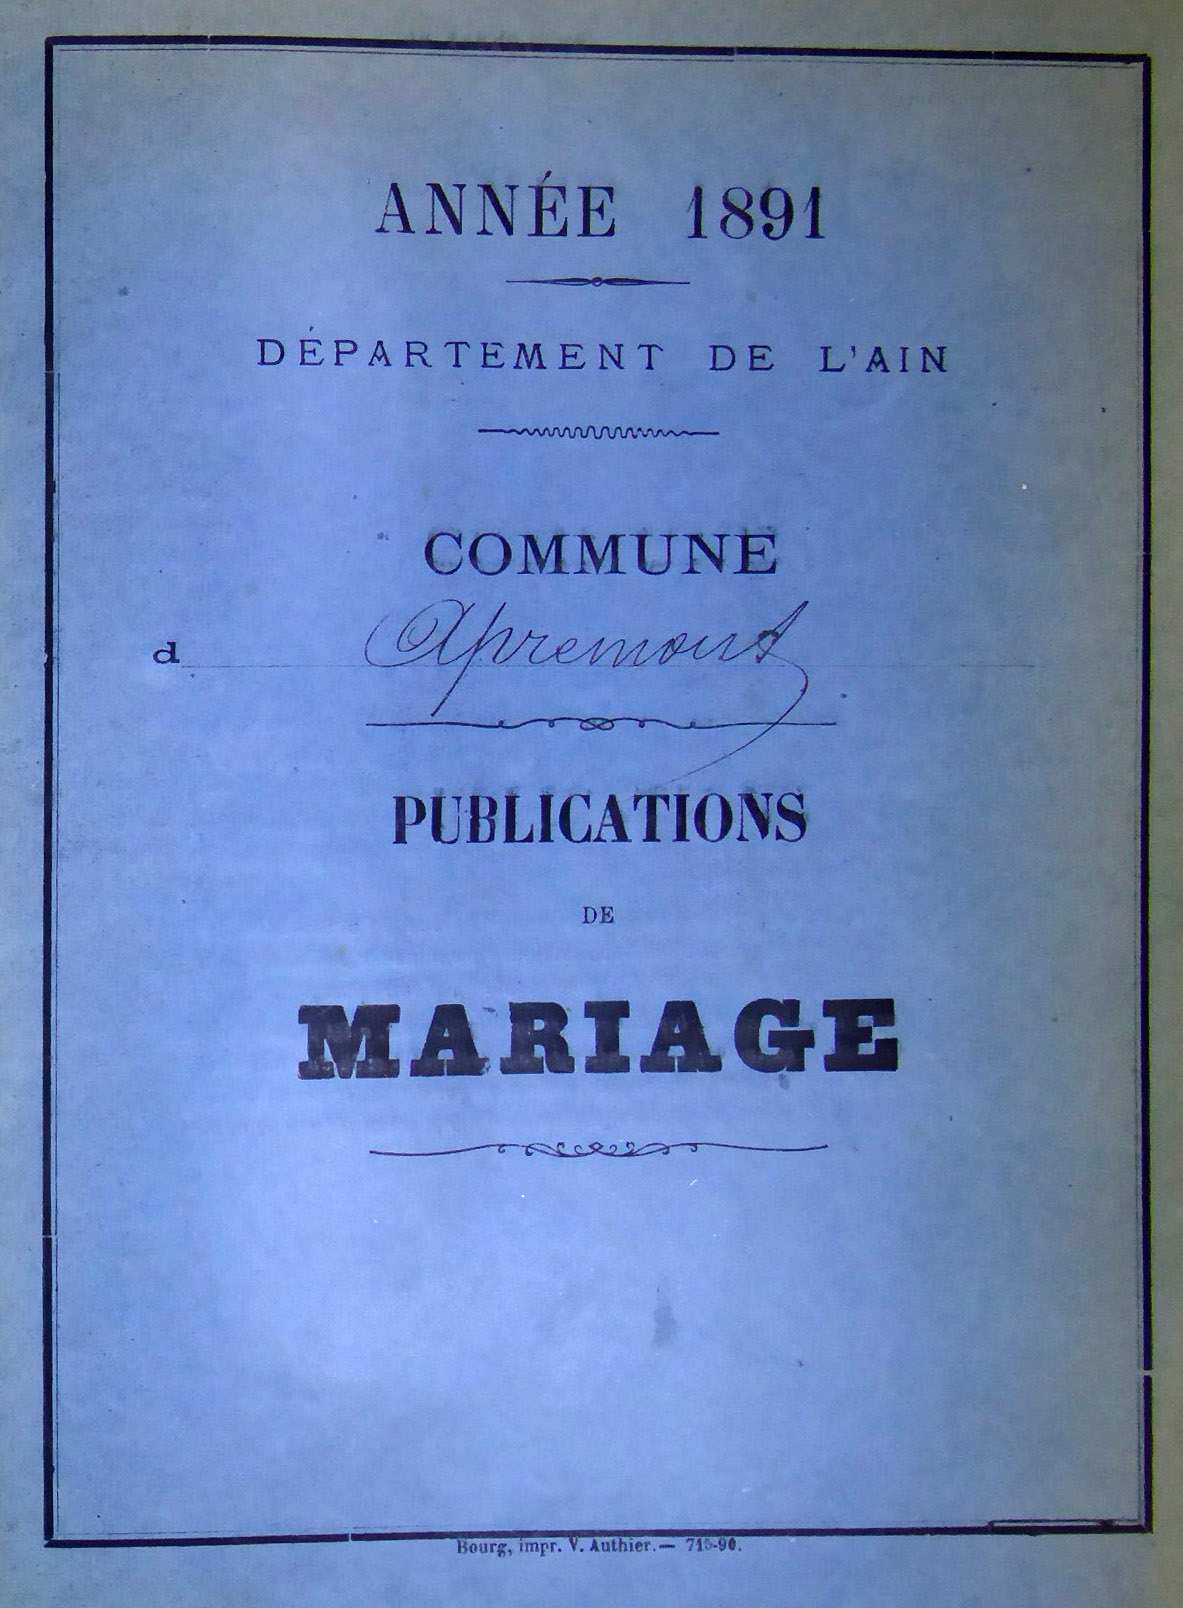 ANNÉE 1891
DÉPARTEMENT DE L'AIN
COMMUNE
d Apremont
PUBLICATIONS
DE
MARIAGE
Bourg, impr. V. Authier.— 715-90.